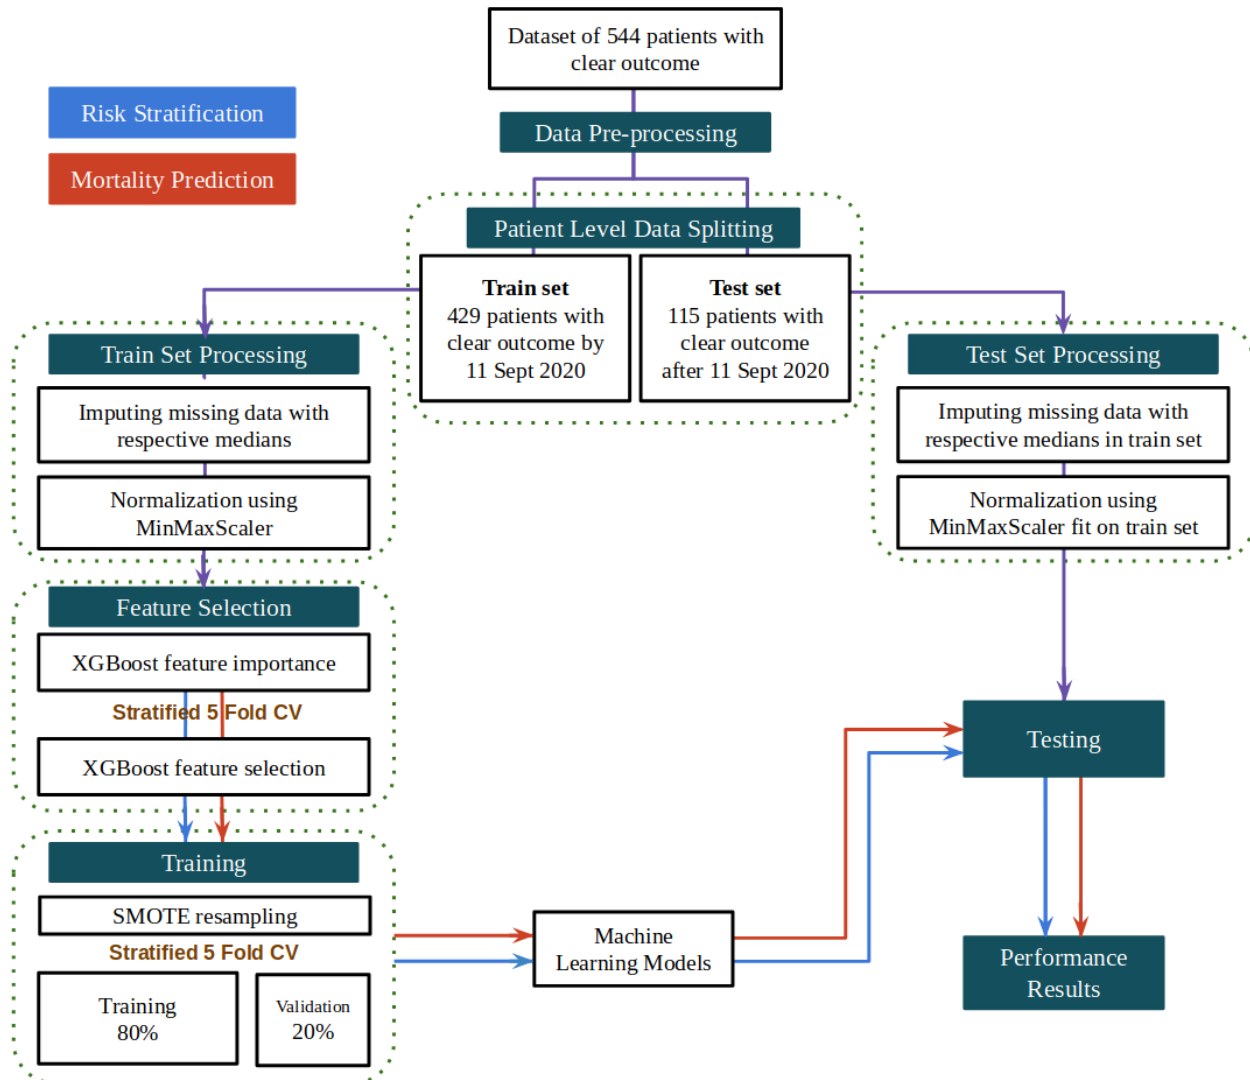 Dataset of 544 patients with
clear outcome
Risk Stratification
Mortality Prediction
Data Pre-processing
Patient Level Data Splitting
Train set
429 patients with
clear outcome by
11 Sept 2020
Test set
115 patients with
clear outcome
after 11 Sept 2020
Train Set Processing
Imputing missing data with
respective medians
Normalization using
MinMaxScaler
Test Set Processing
Imputing missing data with
respective medians in train set
Normalization using
MinMaxScaler fit on train set
Feature Selection
XGBoost feature importance
Stratified 5 Fold CV
XGBoost feature selection
Training
SMOTE resampling
Stratified 5 Fold CV
Training
80%
Validation
20%
Machine
Learning Models
Testing
Performance
Results